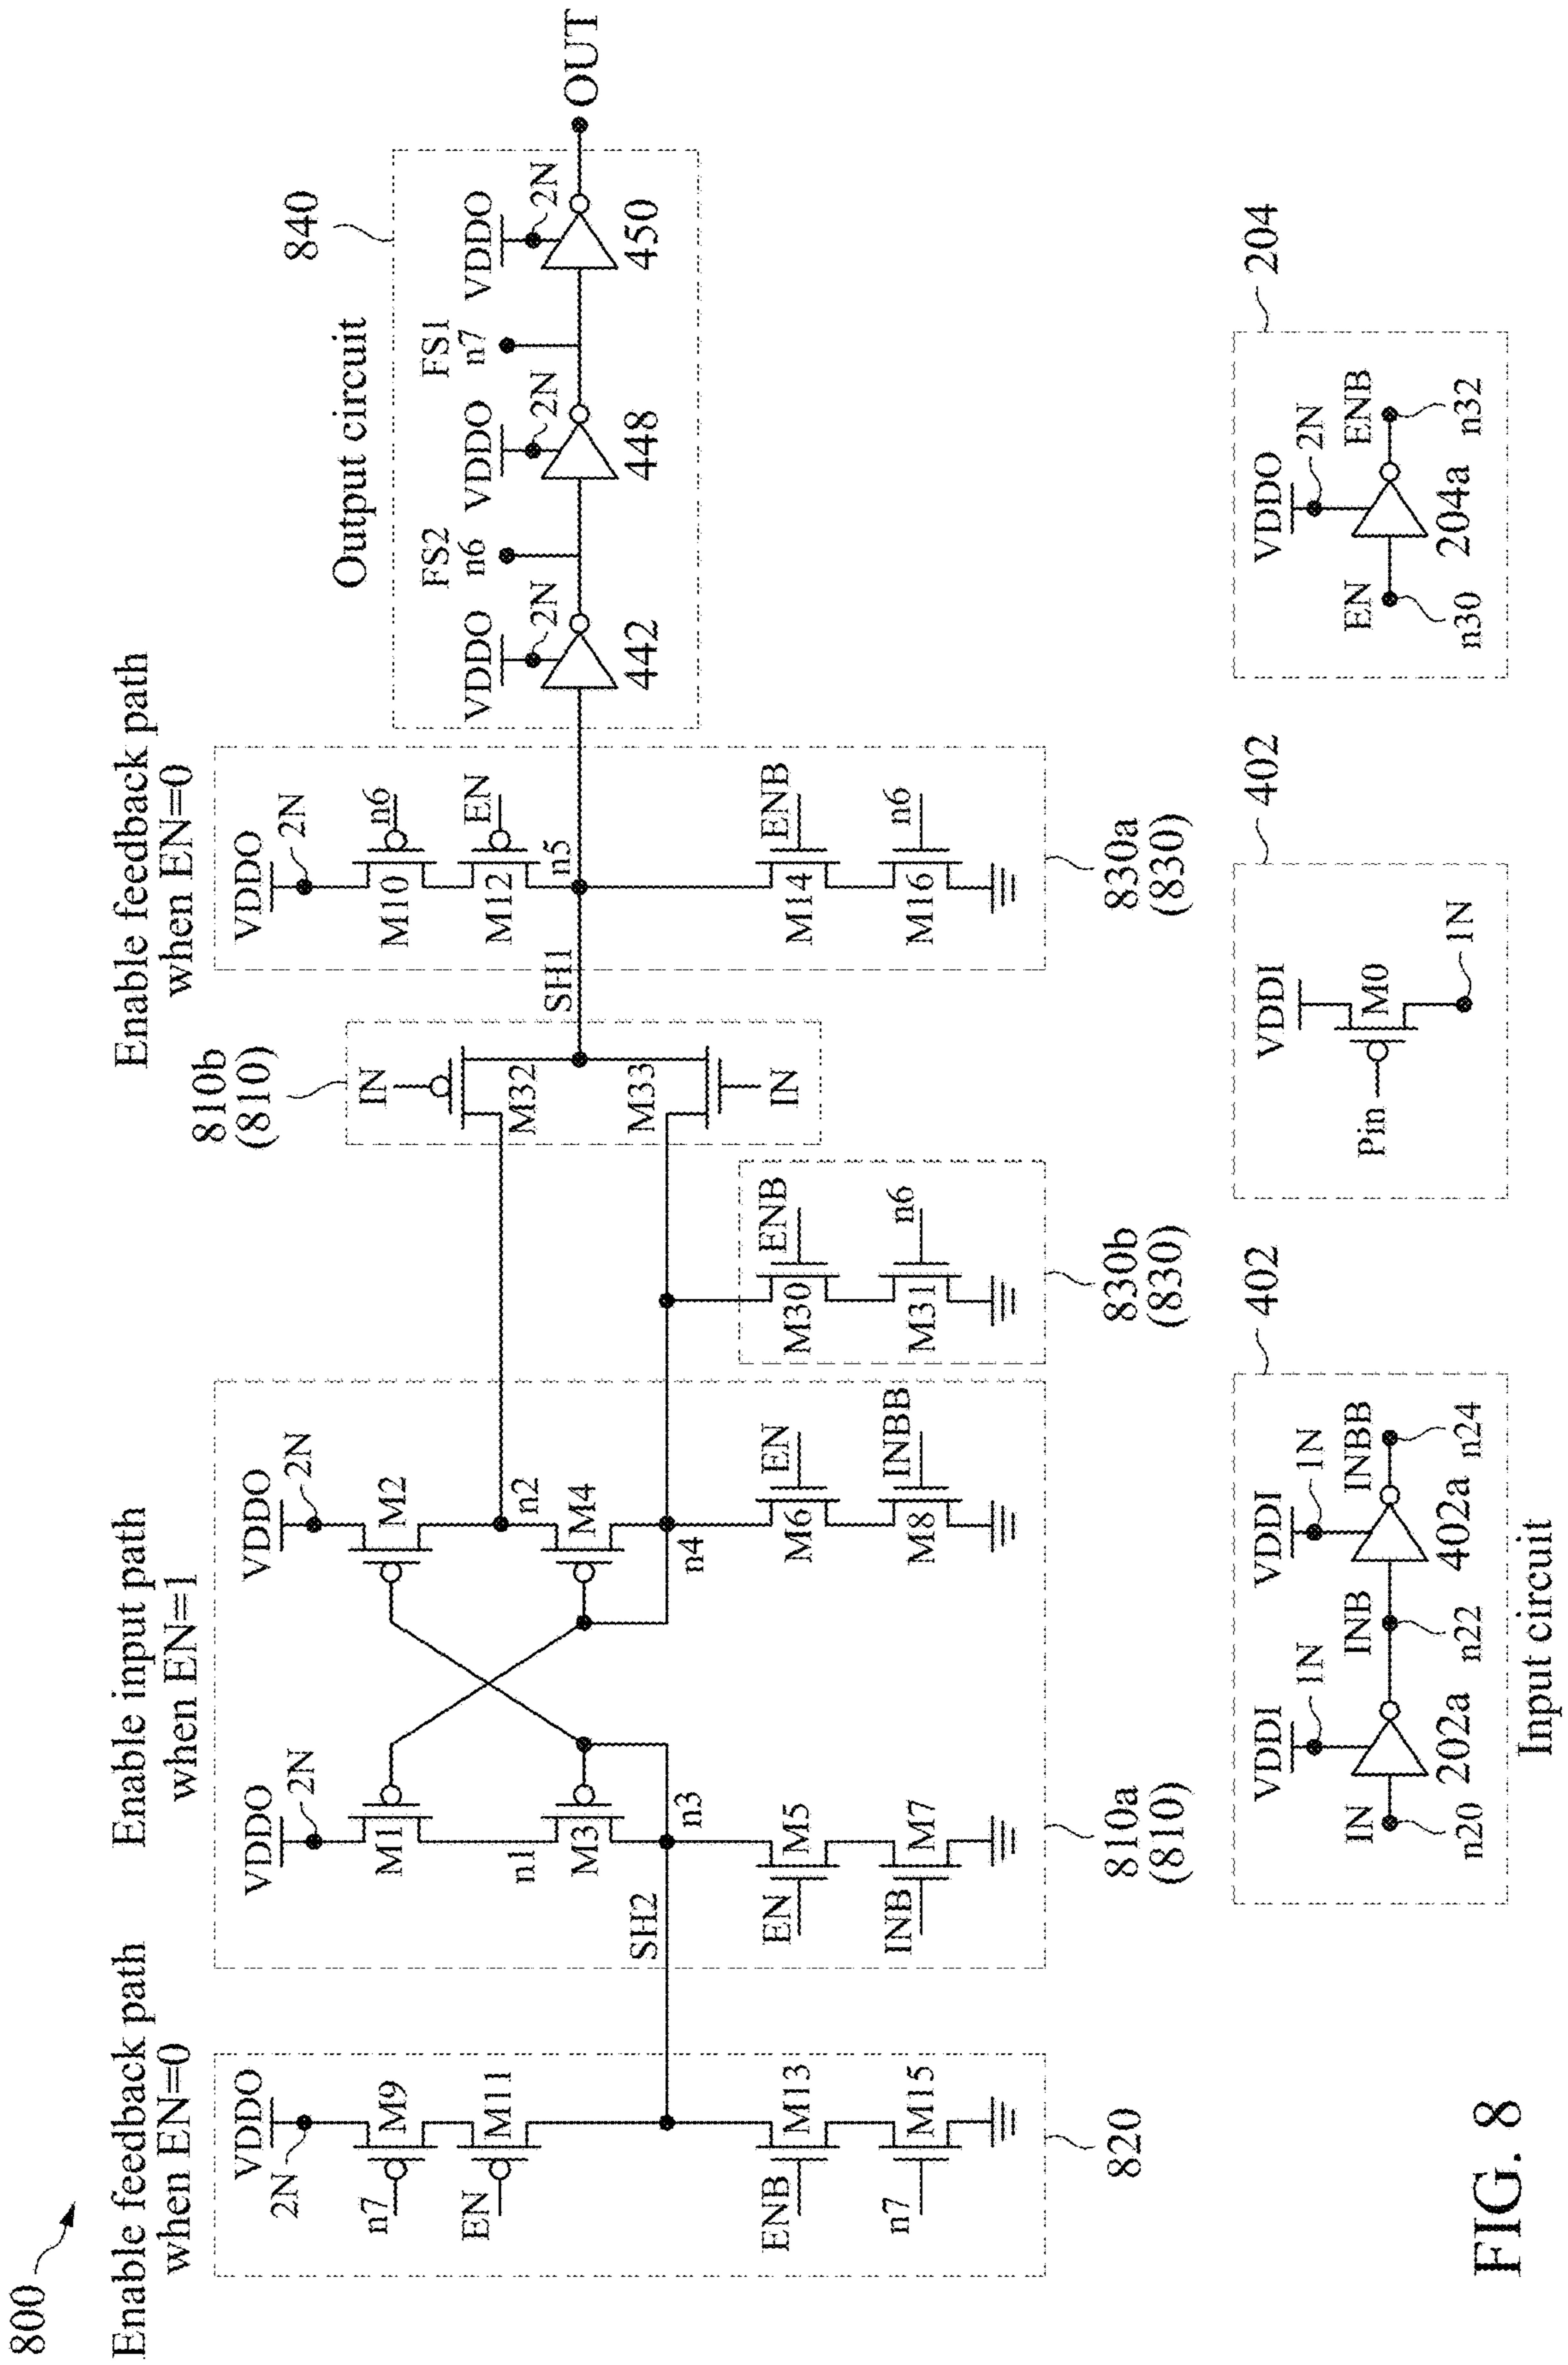 800
Enable feedback path
when EN=0
Enable input path
when EN=1
Enable feedback path
when EN=0
VDDO
2N
n7
M9
EN
M11
ENB
M13
n7
M15
820
SH2
VDDO
2N
M1
n1
M3
n3
EN
M5
INB
M7
VDDO
2N
M2
n2
M4
n4
EN
M6
INBB
M8
810a
(810)
ENB
M30
n6
M31
830b
(830)
810b
(810)
IN
M32
M33
IN
SH1
VDDO
2N
n6
M10
EN
M12
n5
ENB
M14
n6
M16
830a
(830)
Output circuit
840
VDDO
2N
442
FS2
n6
VDDO
2N
448
FS1
n7
VDDO
2N
450
OUT
VDDI
1N
IN
n20
202a
INB
n22
VDDI
1N
402a
INBB
n24
402
Input circuit
VDDI
Pin
M0
1N
402
VDDO
2N
EN
n30
204a
ENB
n32
204
FIG. 8